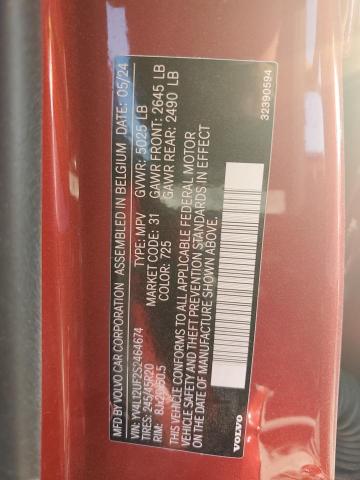 MFD BY VOLVO CAR CORPORATION ASSEMBLED IN BELGIUM DATE: 05/24
VIN: YV4L12UF2S2464674 TYPE: MPV GVWR: 5025 LB
TIRES: 245/45R20 MARKET CODE: 31 GAWR FRONT: 2645 LB
RIM: 8Jx20x50.5 COLOR: 725 GAWR REAR: 2490 LB
THIS VEHICLE CONFORMS TO ALL APPLICABLE FEDERAL MOTOR
VEHICLE SAFETY AND THEFT PREVENTION STANDARDS IN EFFECT
ON THE DATE OF MANUFACTURE SHOWN ABOVE.
VOLVO
32390594